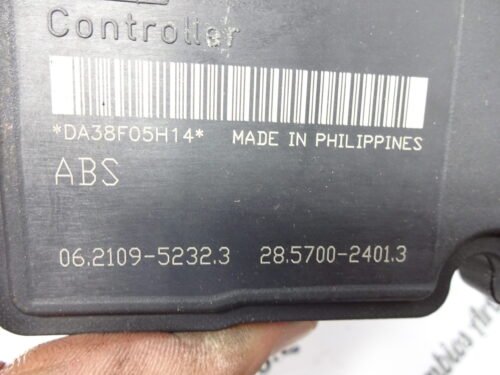 Controller
*DA38F05H14* MADE IN PHILIPPINES
ABS
06.2109-5232.3 28.5700-2401.3